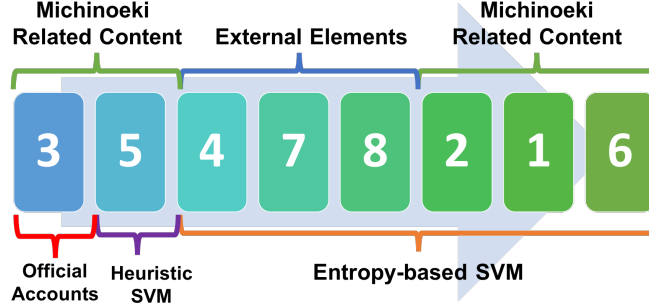 Michinoeki
Related Content
External Elements
Michinoeki
Related Content
3 5 4 7 8 2 1 6
Official
Accounts
Heuristic
SVM
Entropy-based SVM